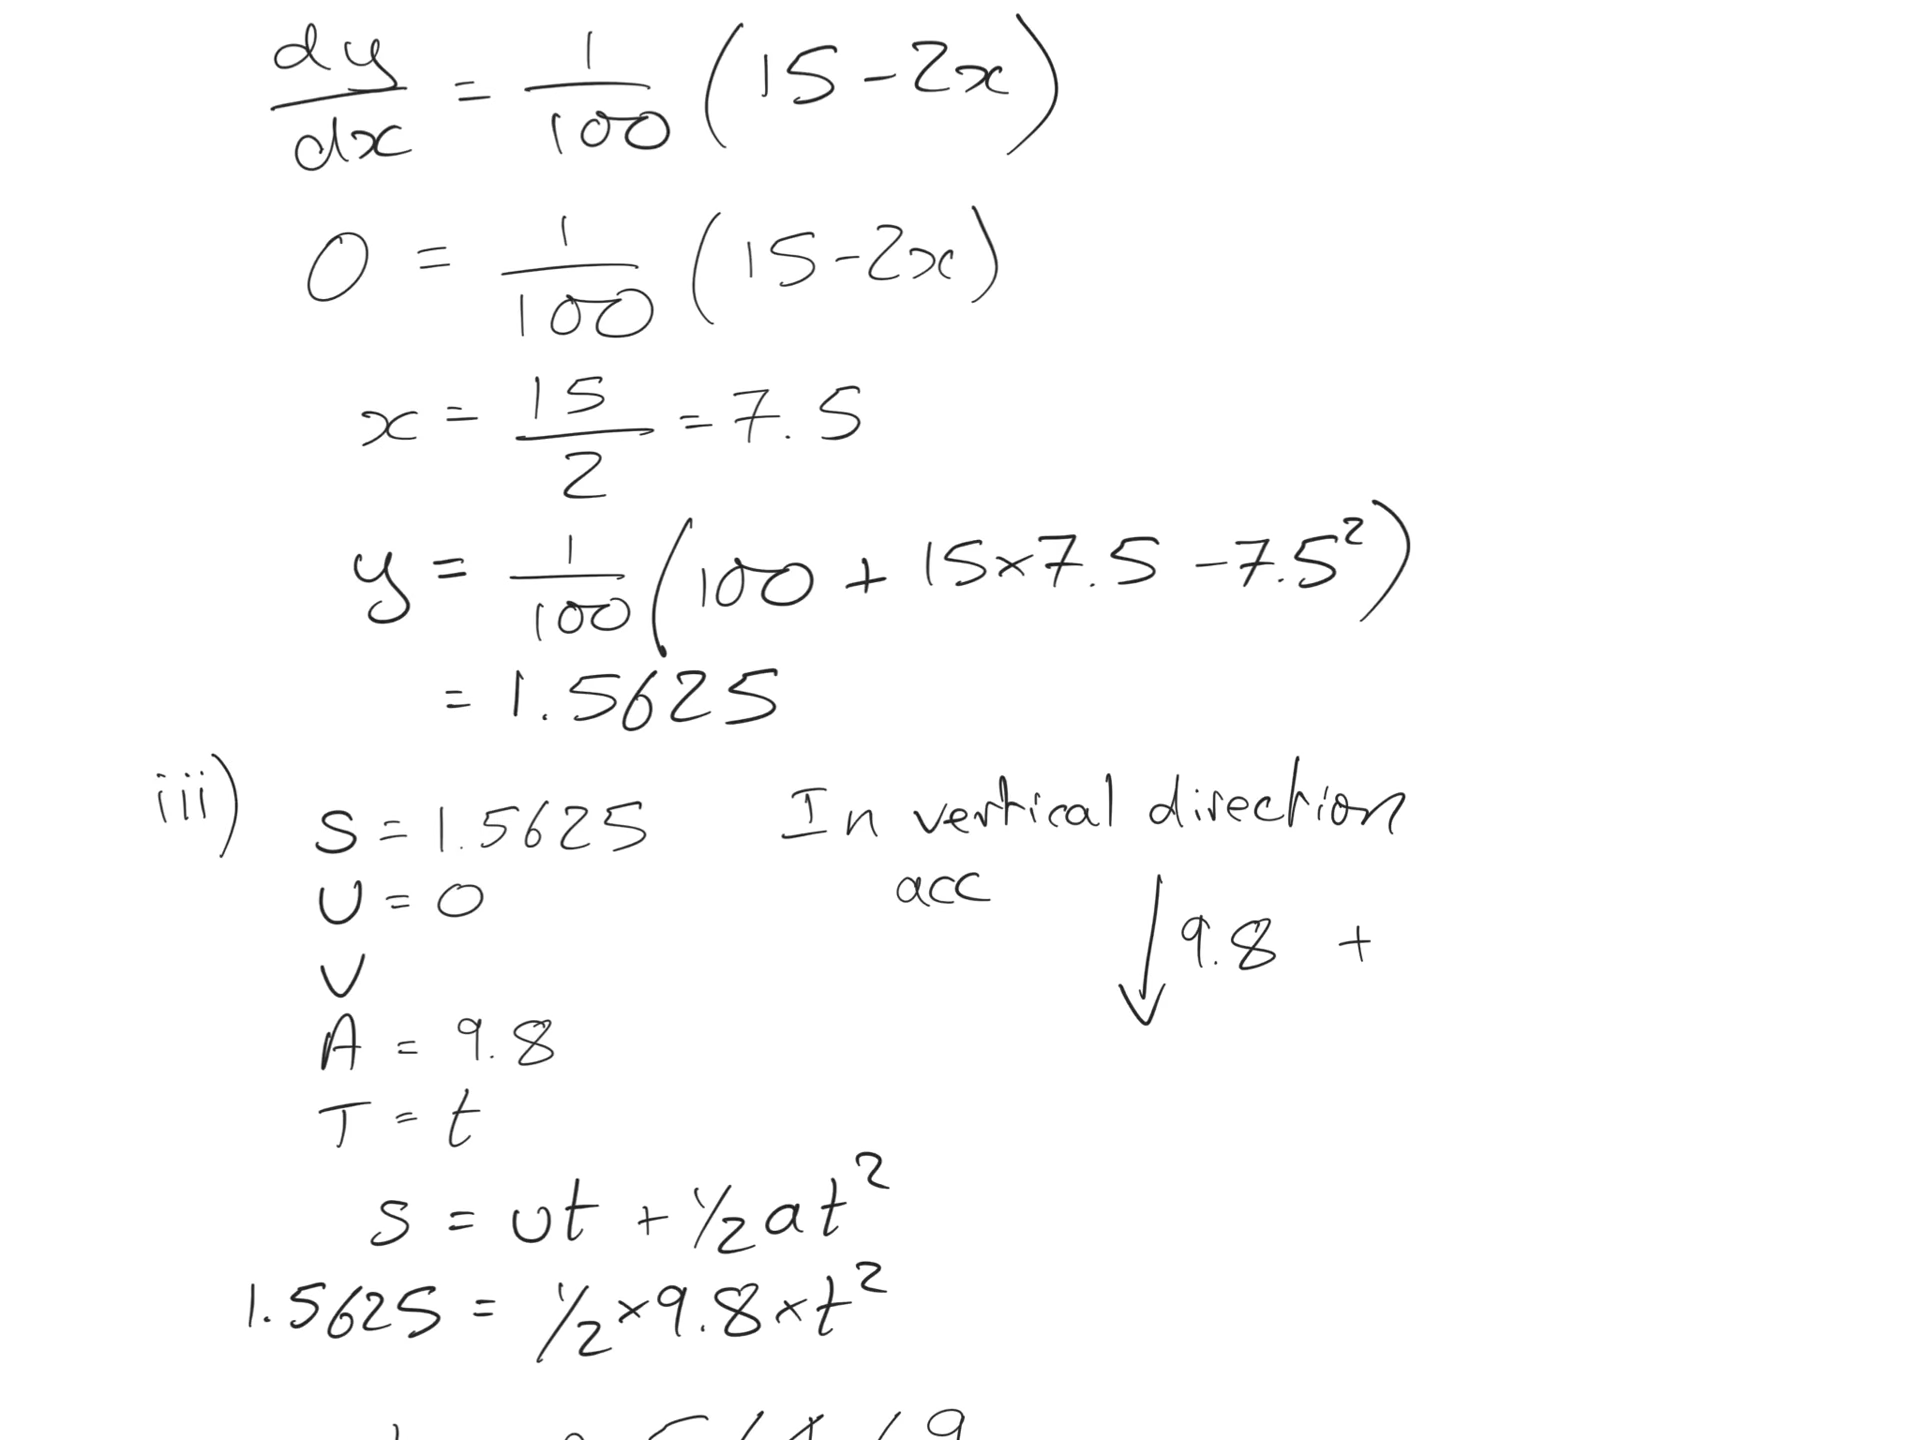 dy/dx = 1/100 (15-2x)
0 = 1/100 (15-2x)
x = 15/2 = 7.5
y = 1/100 (100 + 15×7.5 -7.5²)
= 1.5625
iii) S = 1.5625 In vertical direction
U = 0 acc
↓ 9.8 +
V
A = 9.8
T = t
s = ut + ½at²
1.5625 = ½×9.8×t²